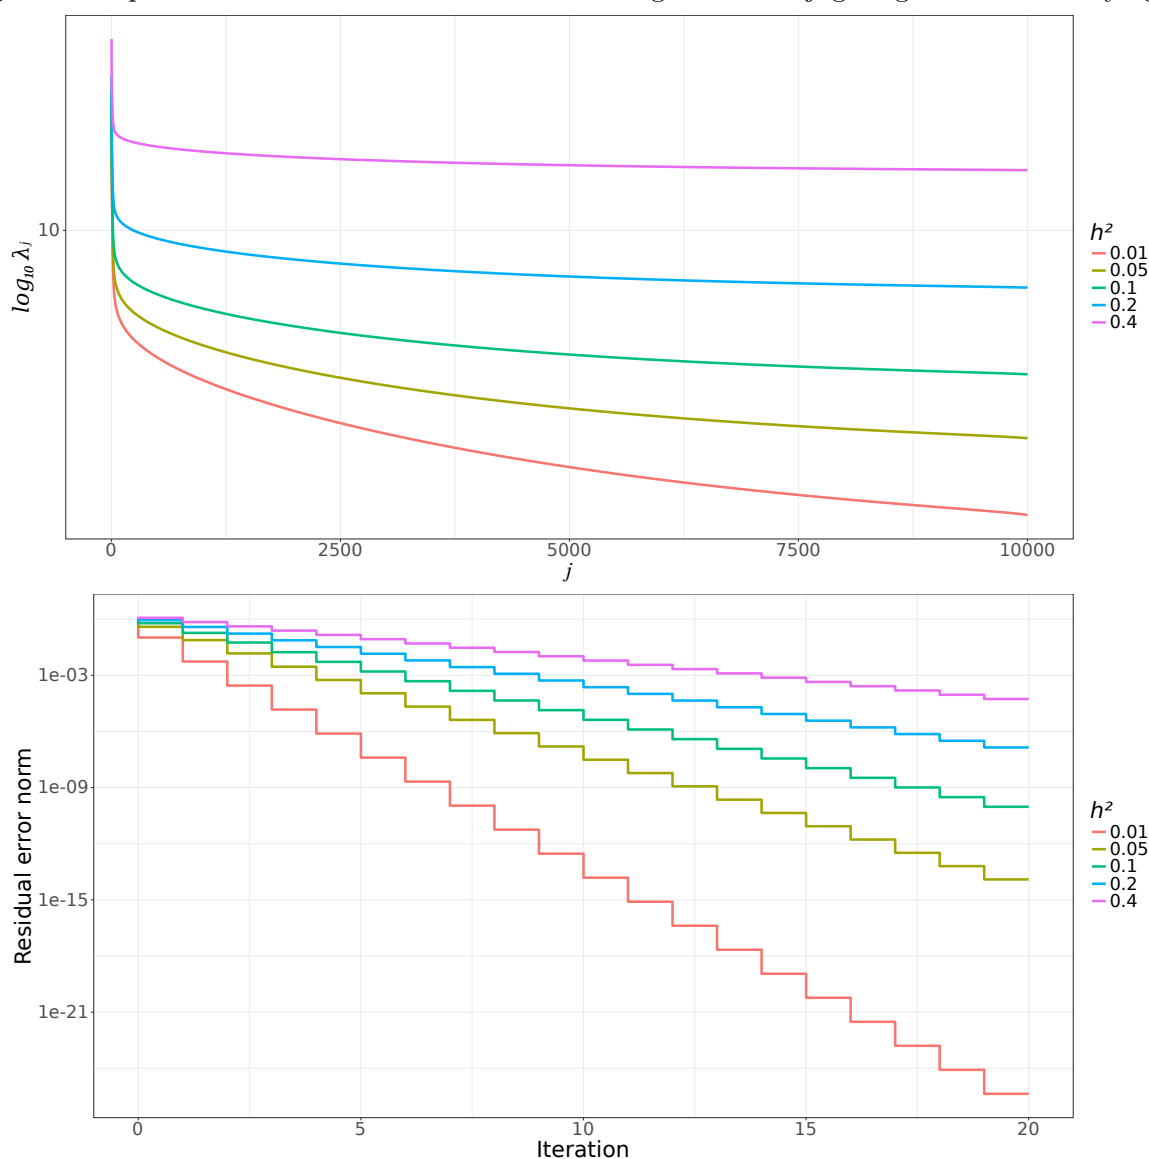 10
log₁₀ λⱼ
0 2500 5000 7500 10000
j
h²
0.01
0.05
0.1
0.2
0.4
1e-03
1e-09
1e-15
1e-21
Residual error norm
0 5 10 15 20
Iteration
h²
0.01
0.05
0.1
0.2
0.4